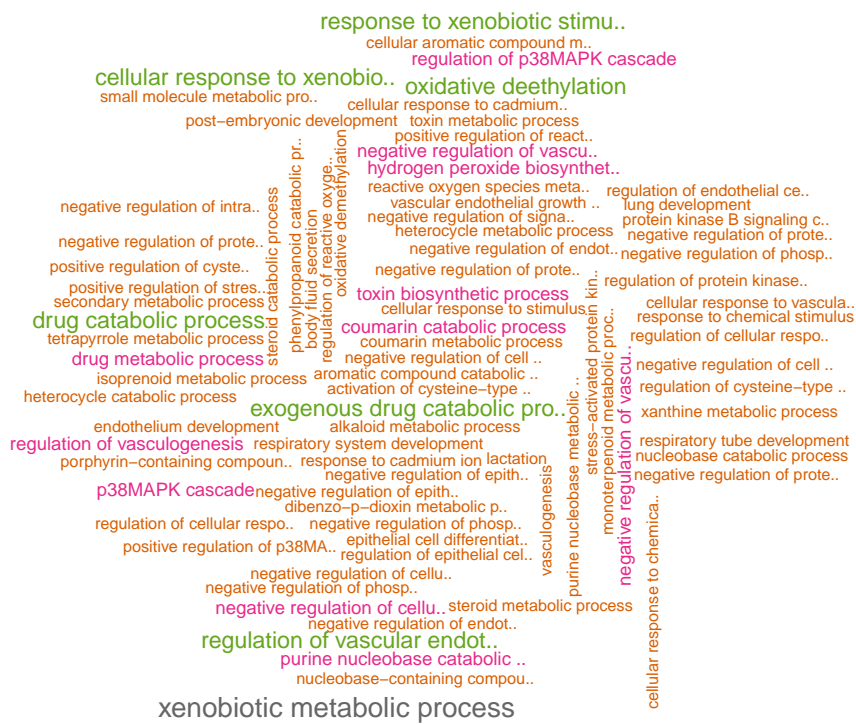 response to xenobiotic stimu..
cellular aromatic compound m..
regulation of p38MAPK cascade
cellular response to xenobio..
oxidative deethylation
small molecule metabolic pro..
cellular response to cadmium..
post−embryonic development
toxin metabolic process
positive regulation of react..
negative regulation of vascu..
hydrogen peroxide biosynthet..
steroid catabolic process
phenylpropanoid catabolic pr..
body fluid secretion
regulation of reactive oxyge..
oxidative demethylation
reactive oxygen species meta..
regulation of endothelial ce..
negative regulation of intra..
vascular endothelial growth ..
lung development
negative regulation of signa..
protein kinase B signaling c..
heterocycle metabolic process
negative regulation of prote..
negative regulation of prote..
negative regulation of endot..
negative regulation of phosp..
positive regulation of cyste..
negative regulation of prote..
regulation of protein kinase..
positive regulation of stres..
toxin biosynthetic process
secondary metabolic process
cellular response to stimulus
cellular response to vascula..
response to chemical stimulus
drug catabolic process
coumarin catabolic process
tetrapyrrole metabolic process
coumarin metabolic process
regulation of cellular respo..
drug metabolic process
negative regulation of cell ..
negative regulation of cell ..
isoprenoid metabolic process
aromatic compound catabolic ..
heterocycle catabolic process
activation of cysteine−type ..
regulation of cysteine−type ..
exogenous drug catabolic pro..
xanthine metabolic process
purine nucleobase metabolic ..
stress−activated protein kin..
monoterpenoid metabolic proc..
negative regulation of vascu..
endothelium development
alkaloid metabolic process
regulation of vasculogenesis
respiratory system development
respiratory tube development
nucleobase catabolic process
porphyrin−containing compoun..
response to cadmium ion
lactation
negative regulation of epith..
negative regulation of prote..
p38MAPK cascade
negative regulation of epith..
vasculogenesis
dibenzo−p−dioxin metabolic p..
regulation of cellular respo..
negative regulation of phosp..
positive regulation of p38MA..
epithelial cell differentiat..
regulation of epithelial cel..
negative regulation of cellu..
negative regulation of phosp..
cellular response to chemica..
negative regulation of cellu..
steroid metabolic process
negative regulation of endot..
regulation of vascular endot..
purine nucleobase catabolic ..
nucleobase−containing compou..
xenobiotic metabolic process